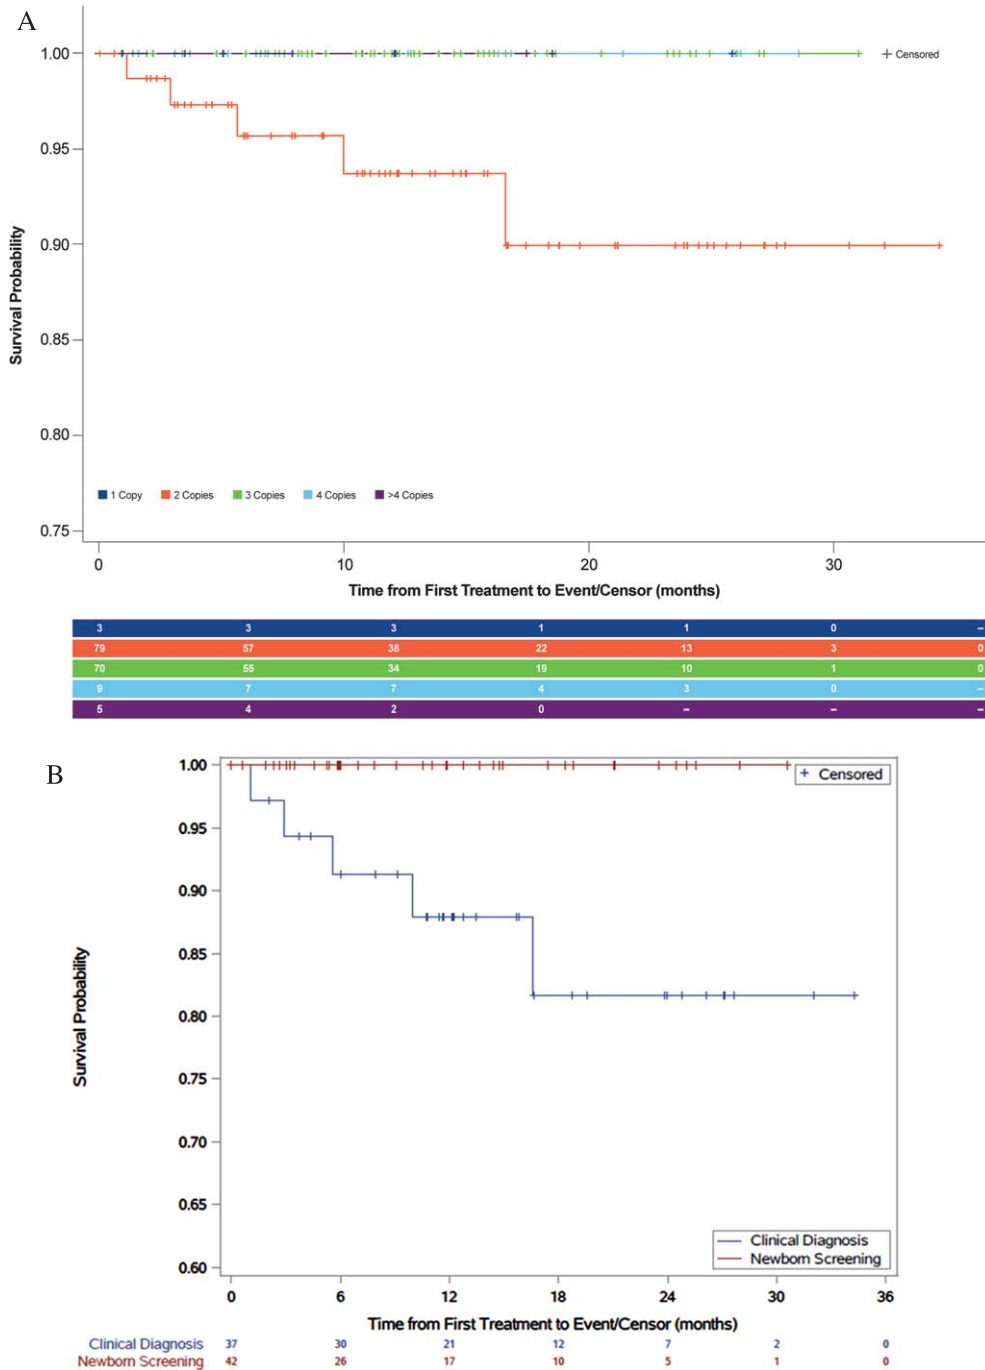 A
1.00
+ Censored
0.95
0.90
Survival Probability
0.85
0.80
1 Copy 2 Copies 3 Copies 4 Copies >4 Copies
0.75
0 10 20 30
Time from First Treatment to Event/Censor (months)
3 3 3 1 1 0 –
79 57 38 22 13 3 0
70 55 34 19 10 1 0
9 7 7 4 3 0 –
5 4 2 0 – – –
B
1.00
+ Censored
0.95
0.90
0.85
Survival Probability
0.80
0.75
0.70
0.65
Clinical Diagnosis
Newborn Screening
0.60
0 6 12 18 24 30 36
Time from First Treatment to Event/Censor (months)
Clinical Diagnosis 37 30 21 12 7 2 0
Newborn Screening 42 26 17 10 5 1 0